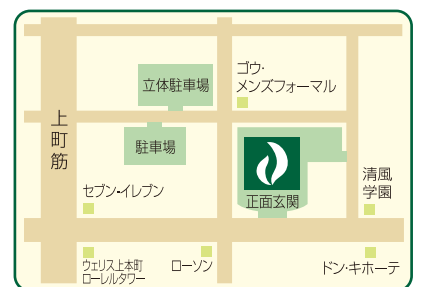 ゴウ・
メンズフォーマル
立体駐車場
上町筋
駐車場
清風
学園
セブン-イレブン
正面玄関
ウェリス上本町
ローレルタワー
ローソン
ドン・キホーテ